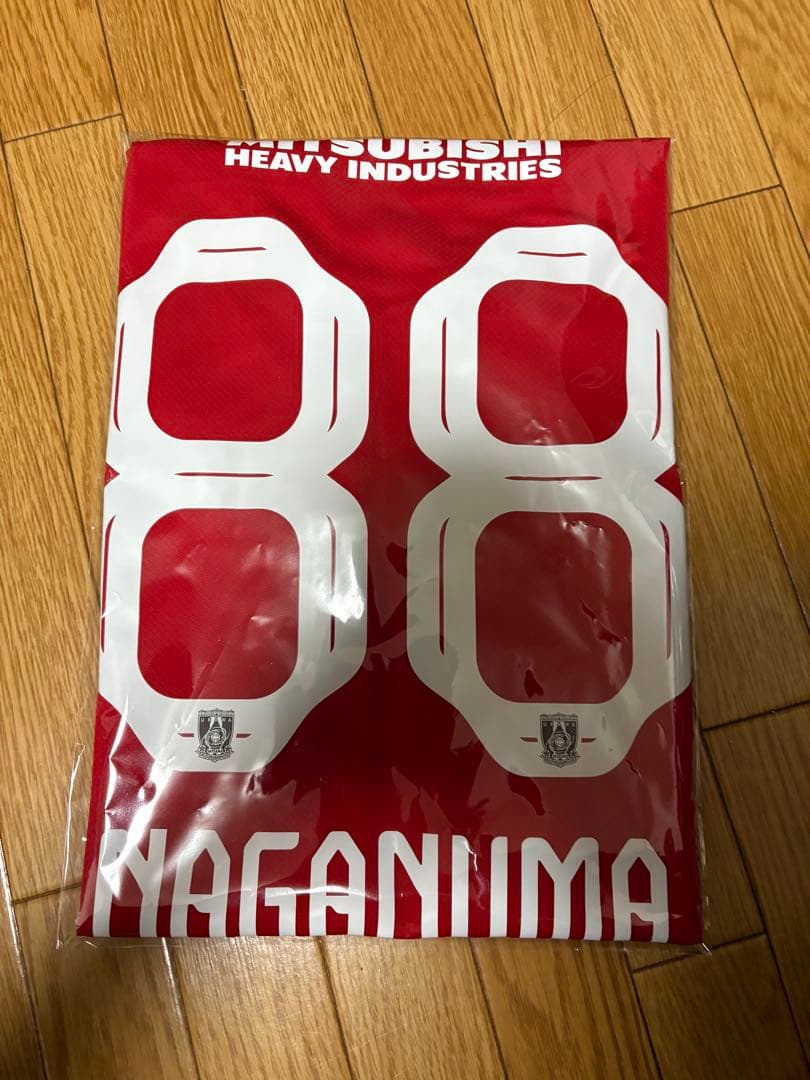 MITSUBISHI
HEAVY INDUSTRIES
88
NAGANUMA